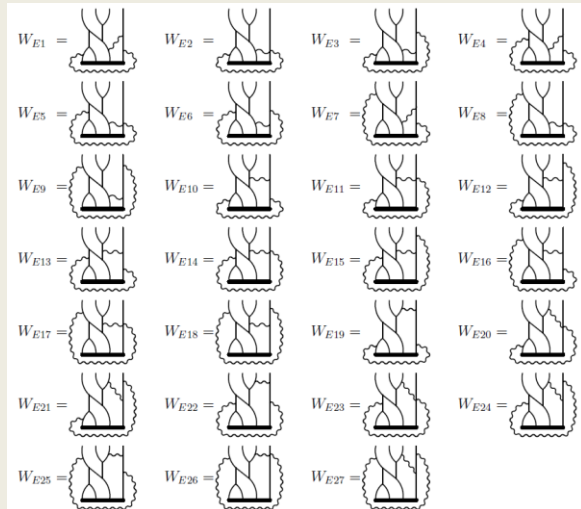 W_{E1} = W_{E2} = W_{E3} = W_{E4} =
W_{E5} = W_{E6} = W_{E7} = W_{E8} =
W_{E9} = W_{E10} = W_{E11} = W_{E12} =
W_{E13} = W_{E14} = W_{E15} = W_{E16} =
W_{E17} = W_{E18} = W_{E19} = W_{E20} =
W_{E21} = W_{E22} = W_{E23} = W_{E24} =
W_{E25} = W_{E26} = W_{E27} =